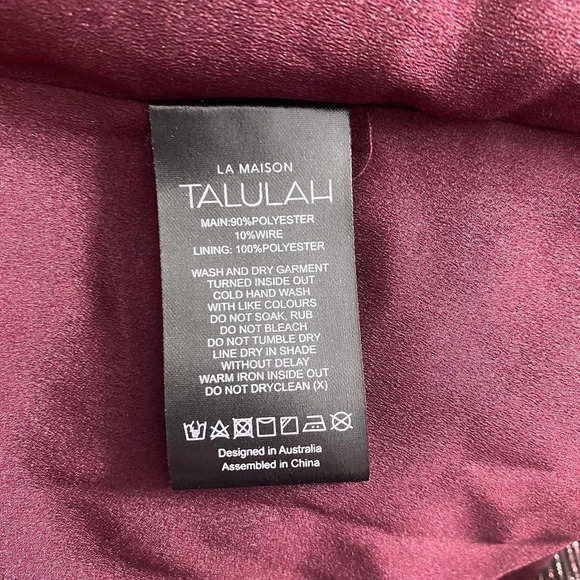 LA MAISON
TALULAH
MAIN:90%POLYESTER
10%WIRE
LINING: 100%POLYESTER
WASH AND DRY GARMENT
TURNED INSIDE OUT
COLD HAND WASH
WITH LIKE COLOURS
DO NOT SOAK, RUB
DO NOT BLEACH
DO NOT TUMBLE DRY
LINE DRY IN SHADE
WITHOUT DELAY
WARM IRON INSIDE OUT
DO NOT DRYCLEAN (X)
Designed in Australia
Assembled in China